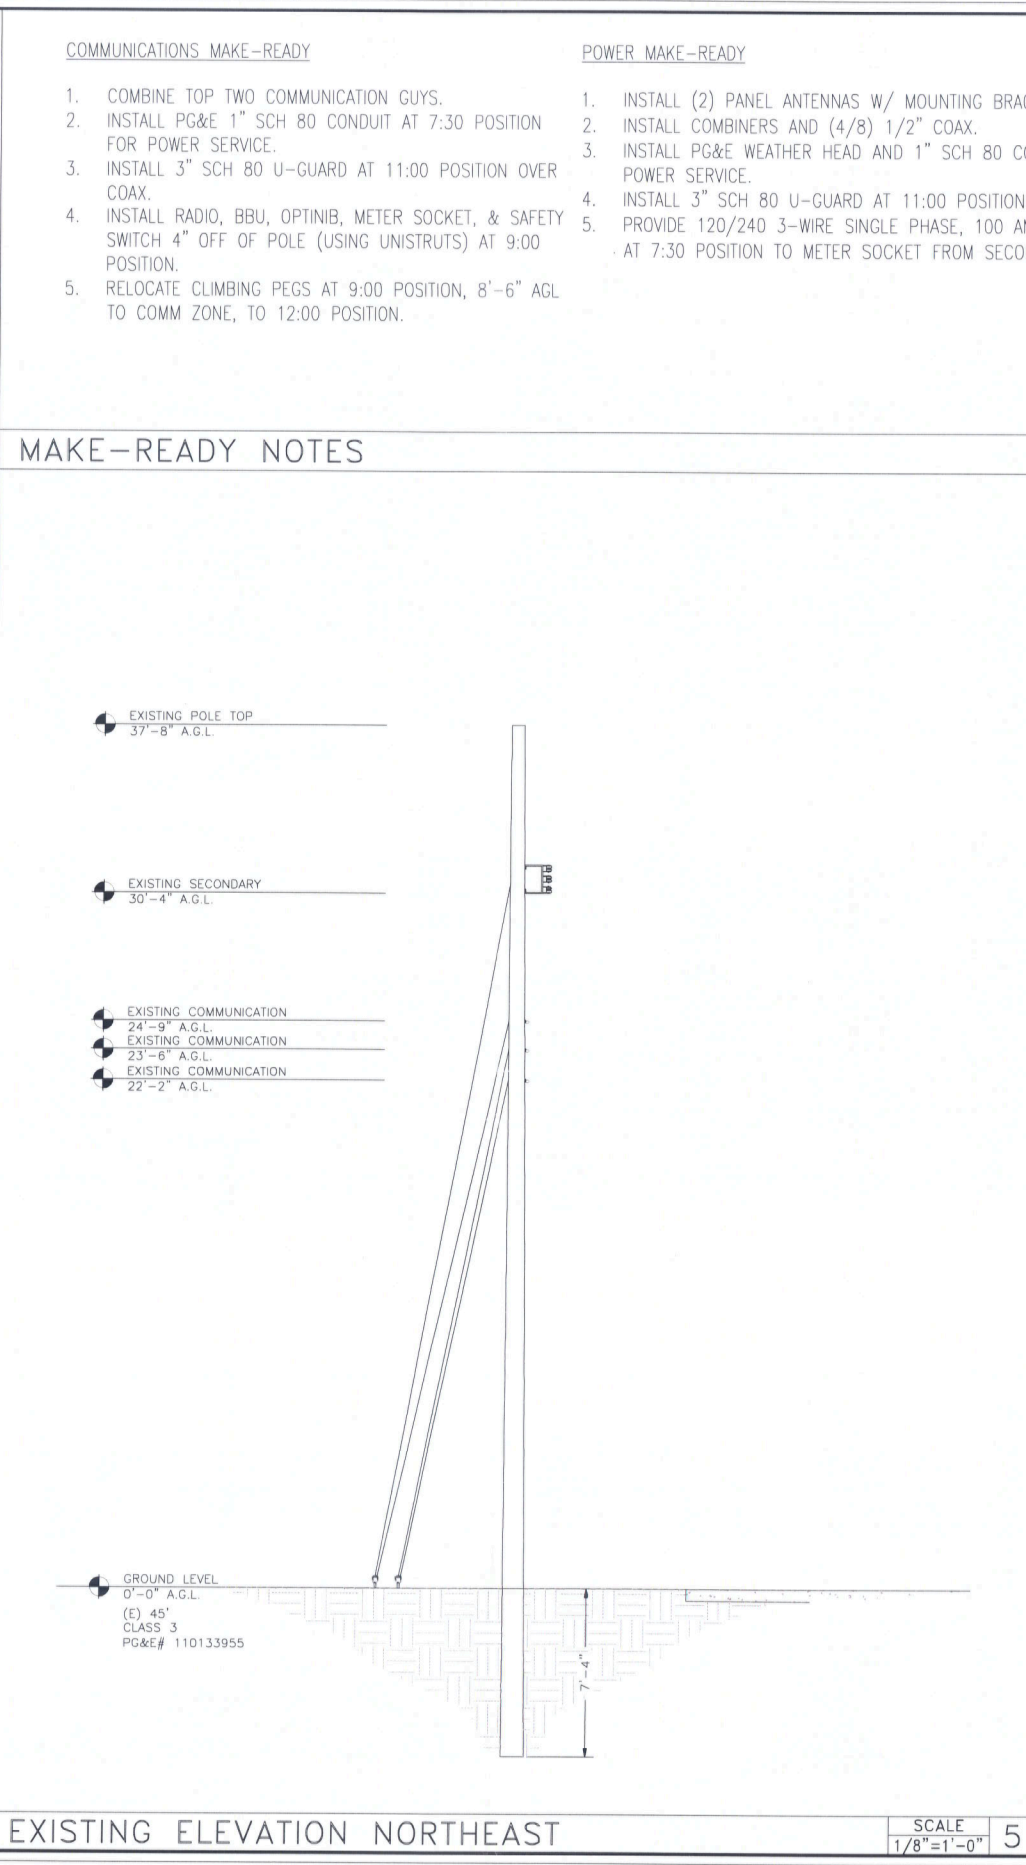 COMMUNICATIONS MAKE-READY
1. COMBINE TOP TWO COMMUNICATION GUYS.
2. INSTALL PG&E 1" SCH 80 CONDUIT AT 7:30 POSITION
FOR POWER SERVICE.
3. INSTALL 3" SCH 80 U-GUARD AT 11:00 POSITION OVER
COAX.
4. INSTALL RADIO, BBU, OPTINIB, METER SOCKET, & SAFETY
SWITCH 4" OFF OF POLE (USING UNISTRUTS) AT 9:00
POSITION.
5. RELOCATE CLIMBING PEGS AT 9:00 POSITION, 8'-6" AGL
TO COMM ZONE, TO 12:00 POSITION.
POWER MAKE-READY
1. INSTALL (2) PANEL ANTENNAS W/ MOUNTING
2. INSTALL COMBINERS AND (4/8) 1/2" COAX.
3. INSTALL PG&E WEATHER HEAD AND 1" SCH 80
POWER SERVICE.
4. INSTALL 3" SCH 80 U-GUARD AT 11:00 POSITION
5. PROVIDE 120/240 3-WIRE SINGLE PHASE, 100
AT 7:30 POSITION TO METER SOCKET FROM
MAKE-READY NOTES
EXISTING POLE TOP
37'-8" A.G.L.
EXISTING SECONDARY
30'-4" A.G.L.
EXISTING COMMUNICATION
24'-9" A.G.L.
EXISTING COMMUNICATION
23'-6" A.G.L.
EXISTING COMMUNICATION
22'-2" A.G.L.
GROUND LEVEL
0'-0" A.G.L.
(E) 45'
CLASS 3
PG&E# 110133955
7'-4"
EXISTING ELEVATION NORTHEAST
SCALE
1/8"=1'-0"
5